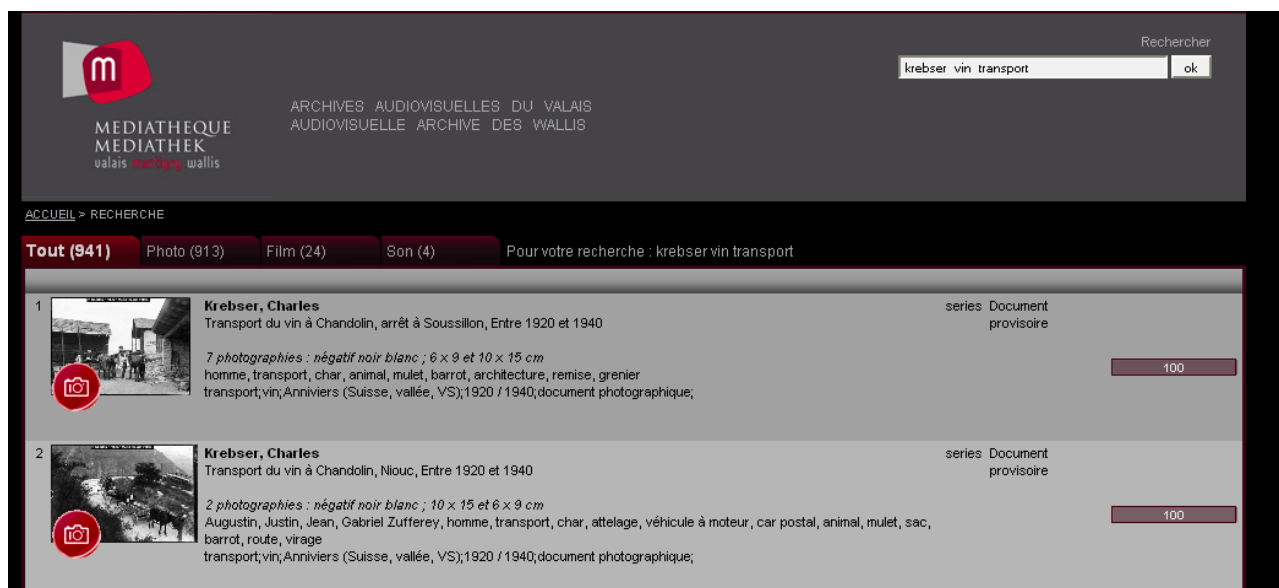 Rechercher
krebser vin transport
ok
m
ARCHIVES AUDIOVISUELLES DU VALAIS
AUDIOVISUELLE ARCHIVE DES WALLIS
MEDIATHEQUE
MEDIATHEK
valais martigny wallis
ACCUEIL > RECHERCHE
Tout (941) Photo (913) Film (24) Son (4) Pour votre recherche : krebser vin transport
1 Krebser, Charles series Document
Transport du vin à Chandolin, arrêt à Soussillon, Entre 1920 et 1940 provisoire
7 photographies : négatif noir blanc ; 6 x 9 et 10 x 15 cm
100
homme, transport, char, animal, mulet, barrot, architecture, remise, grenier
transport;vin;Anniviers (Suisse, vallée, VS);1920 / 1940;document photographique;
2 Krebser, Charles series Document
Transport du vin à Chandolin, Niouc, Entre 1920 et 1940 provisoire
2 photographies : négatif noir blanc ; 10 x 15 et 6 x 9 cm
100
Augustin, Justin, Jean, Gabriel Zufferey, homme, transport, char, attelage, véhicule à moteur, car postal, animal, mulet, sac,
barrot, route, virage
transport;vin;Anniviers (Suisse, vallée, VS);1920 / 1940;document photographique;